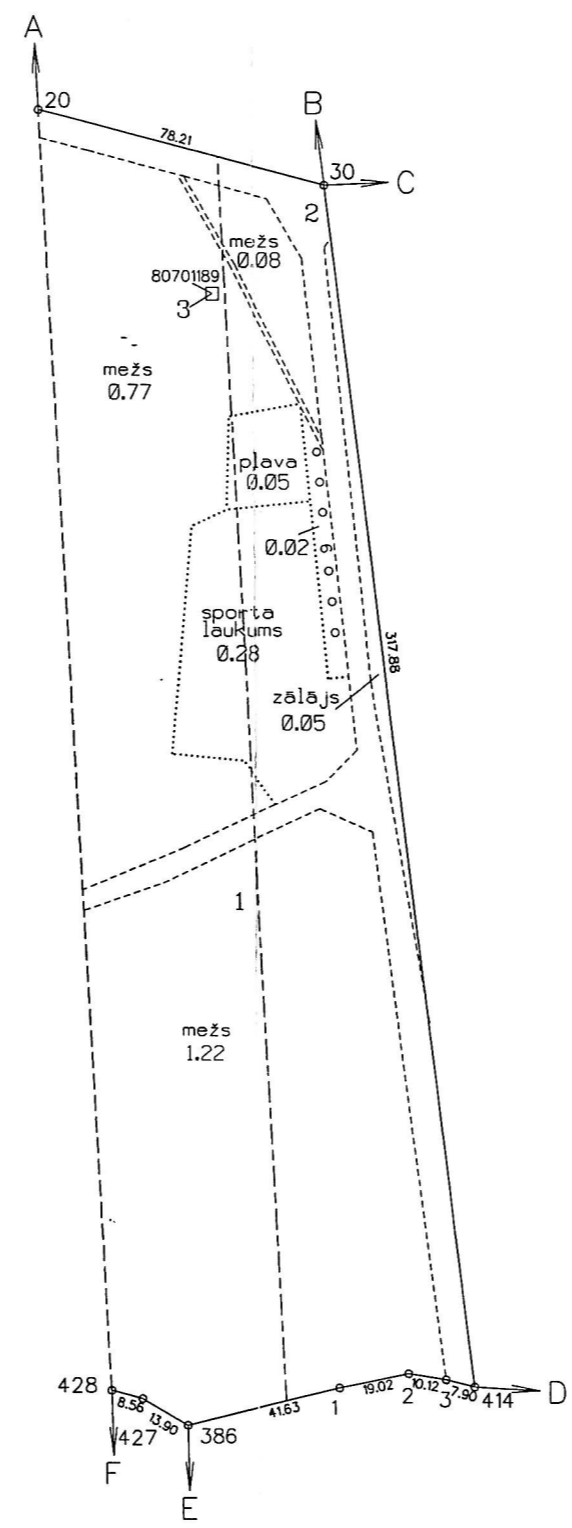 A
20
78.21
B
30
C
2
mežs
0.08
80701189
3
mežs
0.77
pļava
0.05
0.02
6
sporta
laukums
0.28
317.88
zālājs
0.05
1
mežs
1.22
428
8.56
427
13.90
386
41.63
1
19.02
2
10.12
3
7.90
414
D
F
E